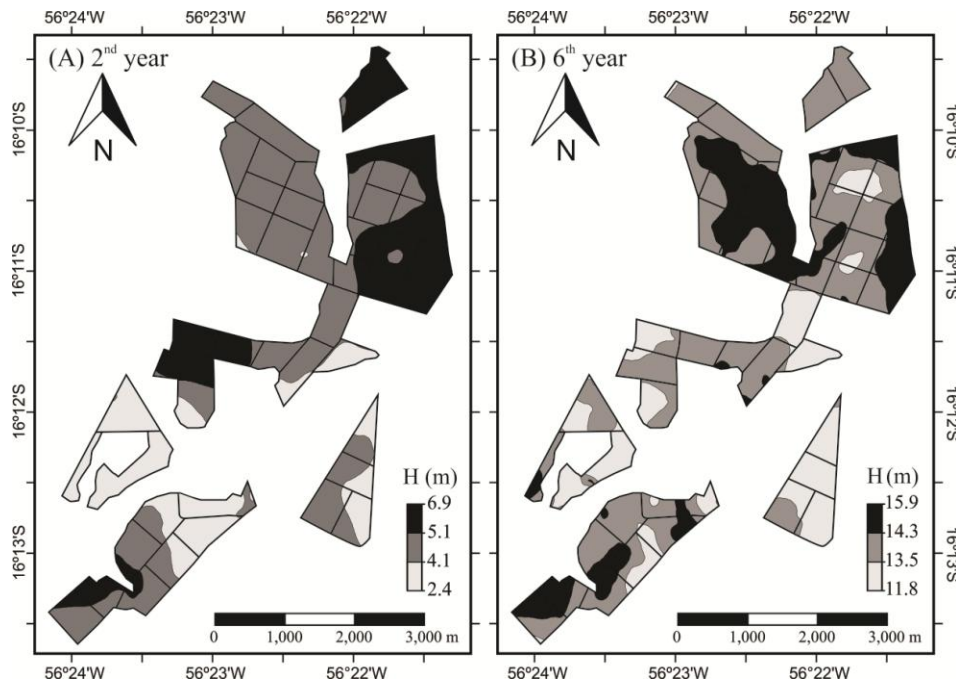 56°24'W 56°23'W 56°22'W 56°24'W 56°23'W 56°22'W
(A) 2nd year
(B) 6th year
N
N
16°10'S
16°10'S
16°11'S
16°11'S
16°12'S
16°12'S
16°13'S
16°13'S
H (m)
6.9
5.1
4.1
2.4
H (m)
15.9
14.3
13.5
11.8
0 1,000 2,000 3,000 m
0 1,000 2,000 3,000 m
56°24'W 56°23'W 56°22'W 56°24'W 56°23'W 56°22'W